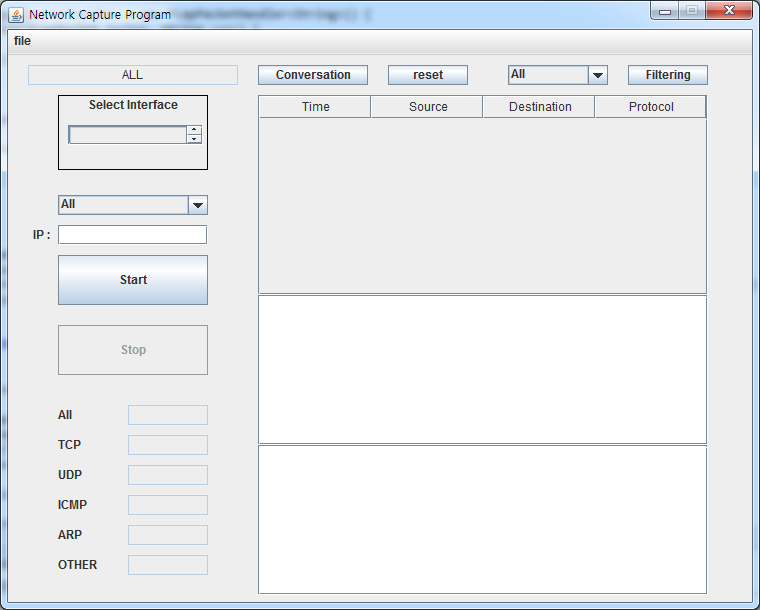 Network Capture Program
file
ALL
Conversation
reset
All
Filtering
Select Interface
Time
Source
Destination
Protocol
All
IP :
Start
Stop
All
TCP
UDP
ICMP
ARP
OTHER